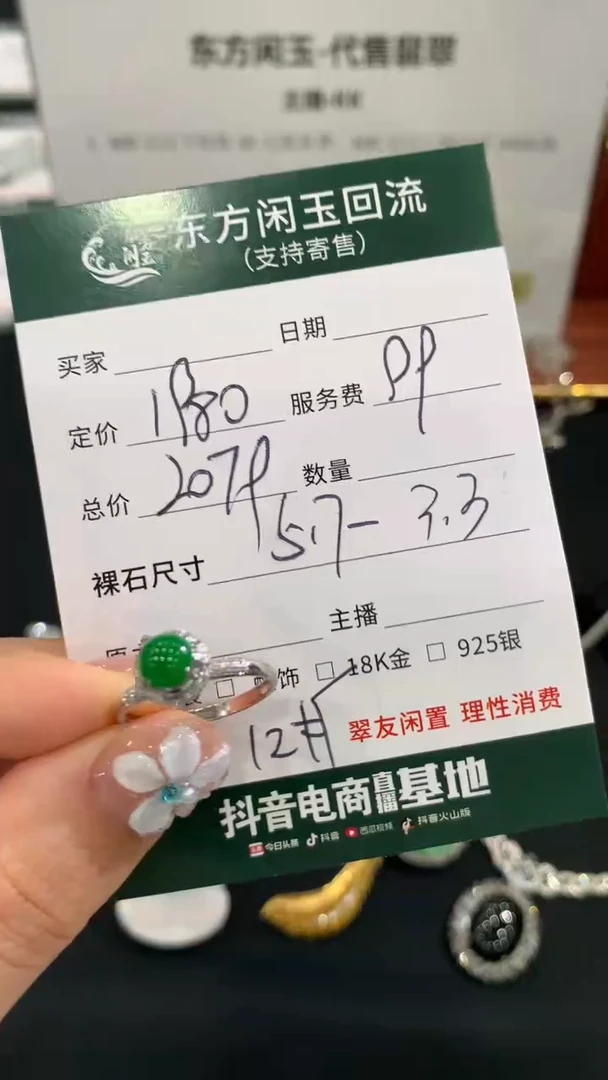 东方闲玉·代售翡翠
东方闲玉回流
(支持寄售)
买家 日期
定价 1980 服务费 99
总价 2079 数量
裸石尺寸 5.7-3.3
主播
饰 □ 18K金 □ 925银
12#
翠友闲置 理性消费
抖音电商直播基地
今日头条 抖音 西瓜视频 抖音火山版